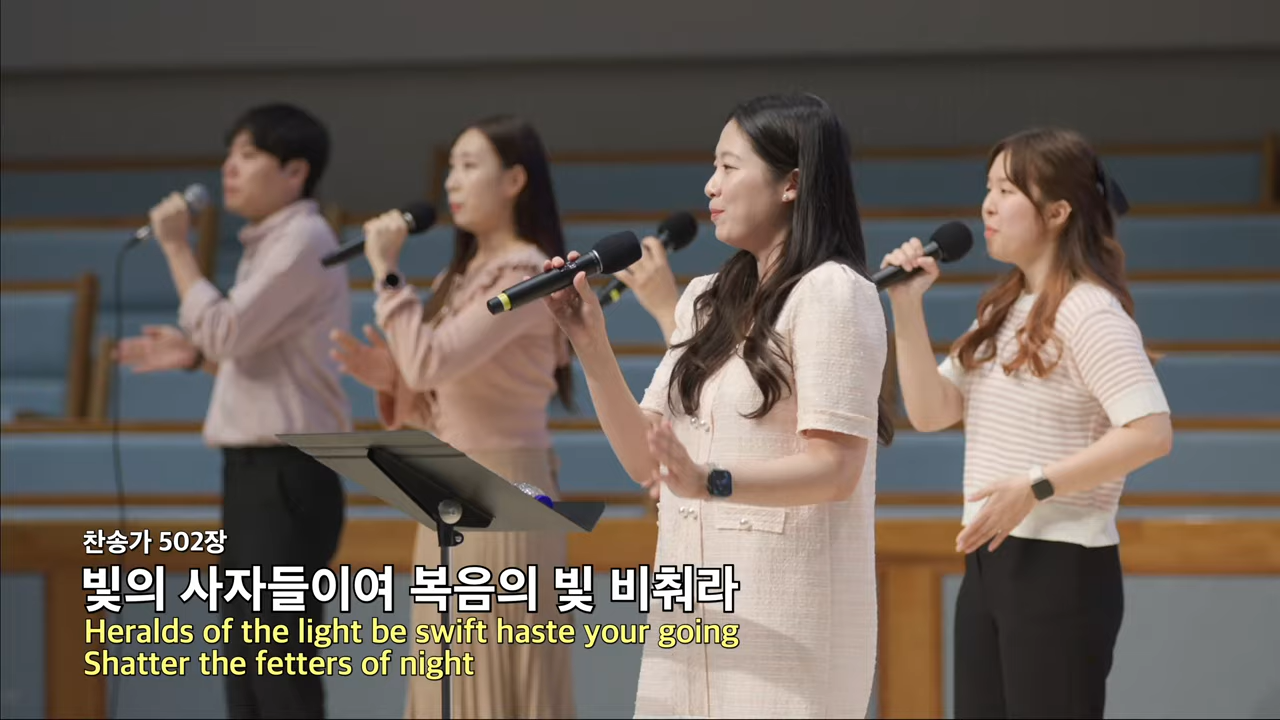 찬송가 502장
빛의 사자들이여 복음의 빛 비춰라
Heralds of the light be swift haste your going
Shatter the fetters of night